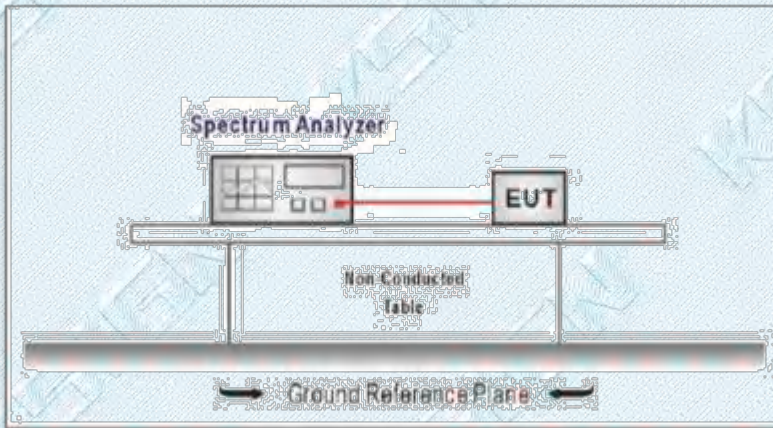 Spectrum Analyzer
EUT
Non-Conducted
Table
Ground Reference Plane